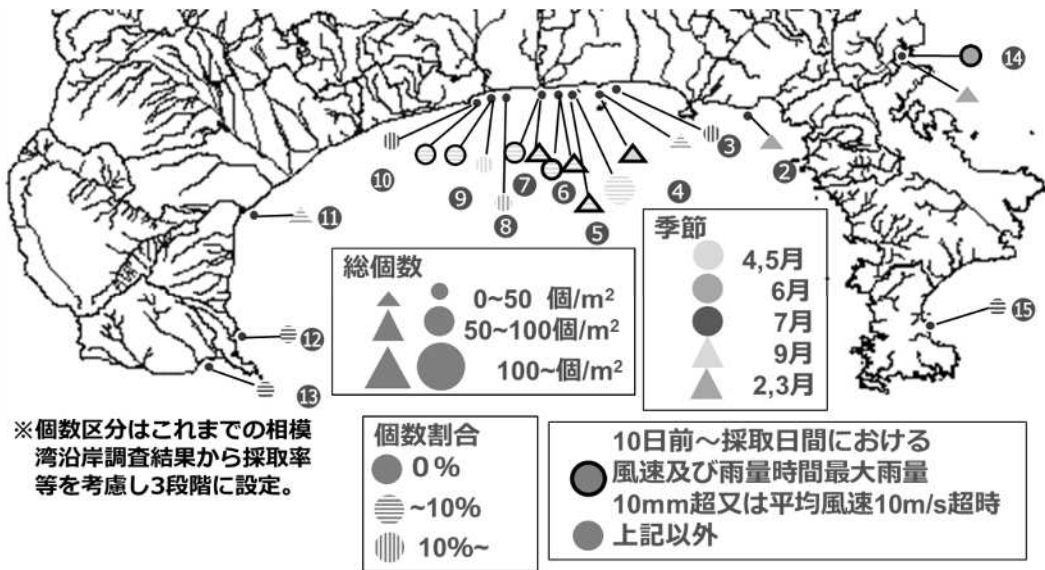 ⑭
③
②
⑩
⑨
⑦
⑥
④
⑧
⑤
⑪
⑮
⑫
⑬
総個数
0~50 個/m²
50~100個/m²
100~個/m²
季節
4,5月
6月
7月
9月
2,3月
※個数区分はこれまでの相模
湾沿岸調査結果から採取率
等を考慮し3段階に設定。
個数割合
0%
~10%
10%~
10日前～採取日間における
風速及び雨量時間最大雨量
10mm超又は平均風速10m/s超時
上記以外